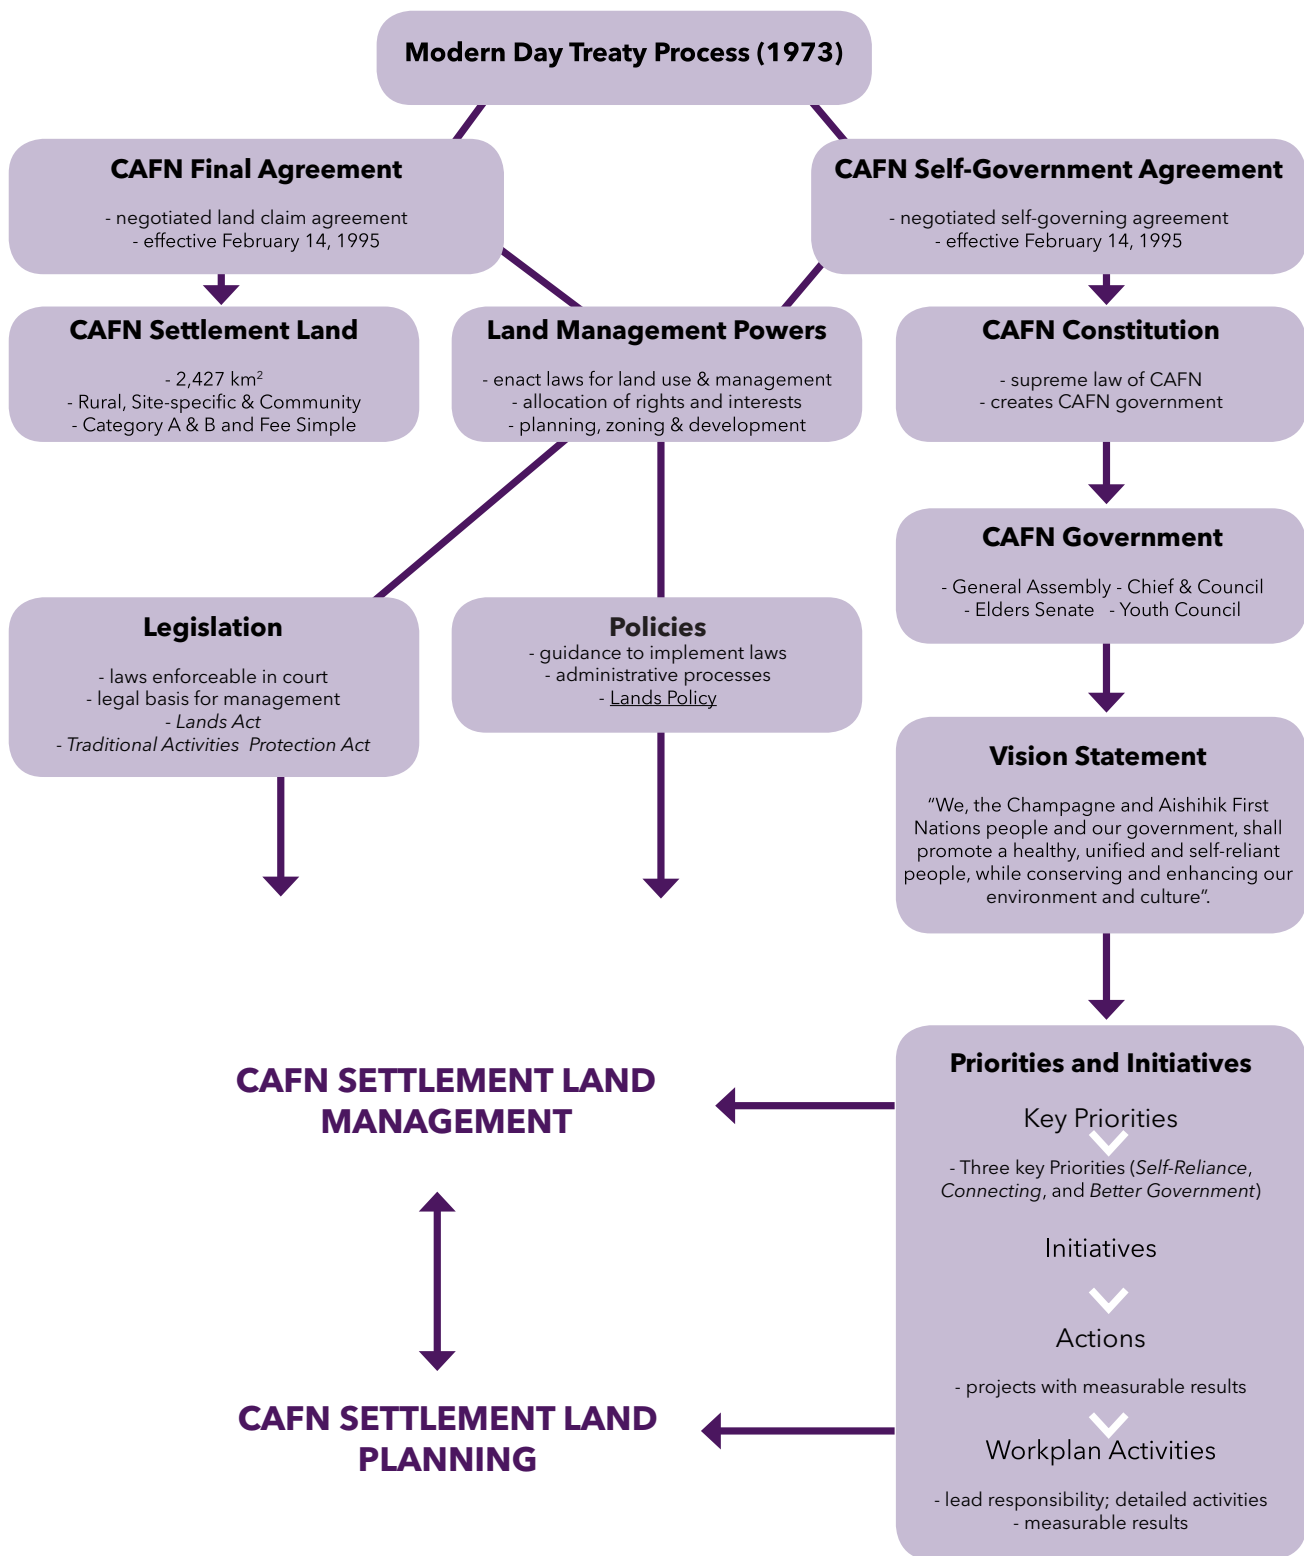 Modern Day Treaty Process (1973)
CAFN Final Agreement
- negotiated land claim agreement
- effective February 14, 1995
CAFN Self-Government Agreement
- negotiated self-governing agreement
- effective February 14, 1995
CAFN Settlement Land
- 2,427 km²
- Rural, Site-specific & Community
- Category A & B and Fee Simple
Land Management Powers
- enact laws for land use & management
- allocation of rights and interests
- planning, zoning & development
CAFN Constitution
- supreme law of CAFN
- creates CAFN government
CAFN Government
- General Assembly - Chief & Council
- Elders Senate - Youth Council
Legislation
- laws enforceable in court
- legal basis for management
- Lands Act
- Traditional Activities Protection Act
Policies
- guidance to implement laws
- administrative processes
- Lands Policy
Vision Statement
"We, the Champagne and Aishihik First
Nations people and our government, shall
promote a healthy, unified and self-reliant
people, while conserving and enhancing our
environment and culture".
CAFN SETTLEMENT LAND
MANAGEMENT
CAFN SETTLEMENT LAND
PLANNING
Priorities and Initiatives
Key Priorities
- Three key Priorities (Self-Reliance,
Connecting, and Better Government)
Initiatives
Actions
- projects with measurable results
Workplan Activities
- lead responsibility; detailed activities
- measurable results